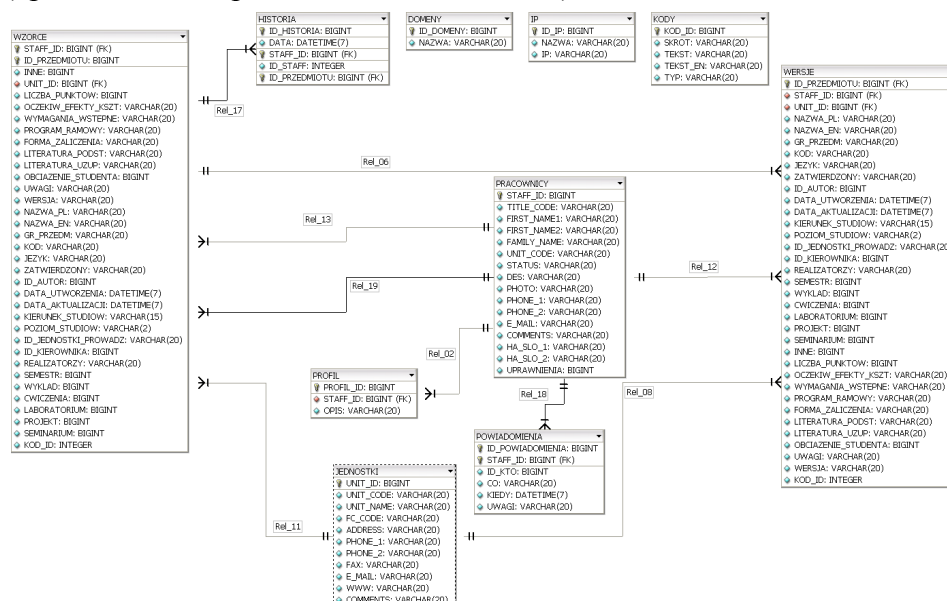 WZORCE
STAFF_ID: BIGINT (FK)
ID_PRZEDMIOTU: BIGINT
INNE: BIGINT
UNIT_ID: BIGINT (FK)
LICZBA_PUNKTOW: BIGINT
OCZEKIW_EFEKTY_KSZT: VARCHAR(20)
WYMAGANIA_WSTEPNE: VARCHAR(20)
PROGRAM_RAMOWY: VARCHAR(20)
FORMA_ZALICZENIA: VARCHAR(20)
LITERATURA_PODST: VARCHAR(20)
LITERATURA_UZUP: VARCHAR(20)
OBCIAZENIE_STUDENTA: BIGINT
UWAGI: VARCHAR(20)
WERSJA: VARCHAR(20)
NAZWA_PL: VARCHAR(20)
NAZWA_EN: VARCHAR(20)
GR_PRZEDM: VARCHAR(20)
KOD: VARCHAR(20)
JEZYK: VARCHAR(20)
ZATWIERDZONY: VARCHAR(20)
ID_AUTOR: BIGINT
DATA_UTWORZENIA: DATETIME(7)
DATA_AKTUALIZACJI: DATETIME(7)
KIERUNEK_STUDIOW: VARCHAR(15)
POZIOM_STUDIOW: VARCHAR(2)
ID_JEDNOSTKI_PROWADZ: VARCHAR(20)
ID_KIEROWNIKA: BIGINT
REALIZATORZY: VARCHAR(20)
SEMESTR: BIGINT
WYKLAD: BIGINT
CWICZENIA: BIGINT
LABORATORIUM: BIGINT
PROJEKT: BIGINT
SEMINARIUM: BIGINT
KOD_ID: INTEGER
HISTORIA
ID_HISTORIA: BIGINT
DATA: DATETIME(7)
STAFF_ID: BIGINT (FK)
ID_STAFF: INTEGER
ID_PRZEDMIOTU: BIGINT (FK)
DOMENY
ID_DOMENY: BIGINT
NAZWA: VARCHAR(20)
IP
ID_IP: BIGINT
NAZWA: VARCHAR(20)
IP: VARCHAR(20)
KODY
KOD_ID: BIGINT
SKROT: VARCHAR(20)
TEKST: VARCHAR(20)
TEKST_EN: VARCHAR(20)
TYP: VARCHAR(20)
WERSJE
ID_PRZEDMIOTU: BIGINT (FK)
STAFF_ID: BIGINT (FK)
UNIT_ID: BIGINT (FK)
NAZWA_PL: VARCHAR(20)
NAZWA_EN: VARCHAR(20)
GR_PRZEDM: VARCHAR(20)
KOD: VARCHAR(20)
JEZYK: VARCHAR(20)
ZATWIERDZONY: VARCHAR(20)
ID_AUTOR: BIGINT
DATA_UTWORZENIA: DATETIME(7)
DATA_AKTUALIZACJI: DATETIME(7)
KIERUNEK_STUDIOW: VARCHAR(15)
POZIOM_STUDIOW: VARCHAR(2)
ID_JEDNOSTKI_PROWADZ: VARCHAR(20
ID_KIEROWNIKA: BIGINT
REALIZATORZY: VARCHAR(20)
SEMESTR: BIGINT
WYKLAD: BIGINT
CWICZENIA: BIGINT
LABORATORIUM: BIGINT
PROJEKT: BIGINT
SEMINARIUM: BIGINT
INNE: BIGINT
LICZBA_PUNKTOW: BIGINT
OCZEKIW_EFEKTY_KSZT: VARCHAR(20)
WYMAGANIA_WSTEPNE: VARCHAR(20)
PROGRAM_RAMOWY: VARCHAR(20)
FORMA_ZALICZENIA: VARCHAR(20)
LITERATURA_PODST: VARCHAR(20)
LITERATURA_UZUP: VARCHAR(20)
OBCIAZENIE_STUDENTA: BIGINT
UWAGI: VARCHAR(20)
WERSJA: VARCHAR(20)
KOD_ID: INTEGER
Rel_17
Rel_06
Rel_13
Rel_19
Rel_12
Rel_02
Rel_18
Rel_08
Rel_11
PRACOWNICY
STAFF_ID: BIGINT
TITLE_CODE: VARCHAR(20)
FIRST_NAME1: VARCHAR(20)
FIRST_NAME2: VARCHAR(20)
FAMILY_NAME: VARCHAR(20)
UNIT_CODE: VARCHAR(20)
STATUS: VARCHAR(20)
DES: VARCHAR(20)
PHOTO: VARCHAR(20)
PHONE_1: VARCHAR(20)
PHONE_2: VARCHAR(20)
E_MAIL: VARCHAR(20)
COMMENTS: VARCHAR(20)
HA_SLO_1: VARCHAR(20)
HA_SLO_2: VARCHAR(20)
UPRAWNIENIA: BIGINT
PROFIL
PROFIL_ID: BIGINT
STAFF_ID: BIGINT (FK)
OPIS: VARCHAR(20)
POWIADOMIENIA
ID_POWIADOMIENIA: BIGINT
STAFF_ID: BIGINT (FK)
ID_KTO: BIGINT
CO: VARCHAR(20)
KIEDY: DATETIME(7)
UWAGI: VARCHAR(20)
JEDNOSTKI
UNIT_ID: BIGINT
UNIT_CODE: VARCHAR(20)
UNIT_NAME: VARCHAR(20)
FC_CODE: VARCHAR(20)
ADDRESS: VARCHAR(20)
PHONE_1: VARCHAR(20)
PHONE_2: VARCHAR(20)
FAX: VARCHAR(20)
E_MAIL: VARCHAR(20)
WWW: VARCHAR(20)
COMMENTS: VARCHAR(20)